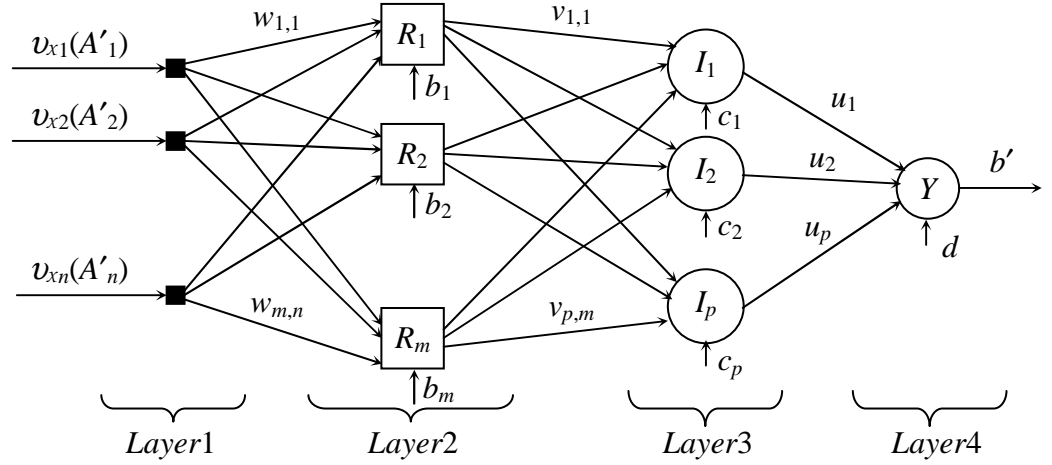 υx1(A′1)
υx2(A′2)
υxn(A′n)
w1,1
wm,n
R1
b1
R2
b2
Rm
bm
v1,1
vp,m
I1
c1
I2
c2
Ip
cp
u1
u2
up
Y
d
b′
Layer1
Layer2
Layer3
Layer4